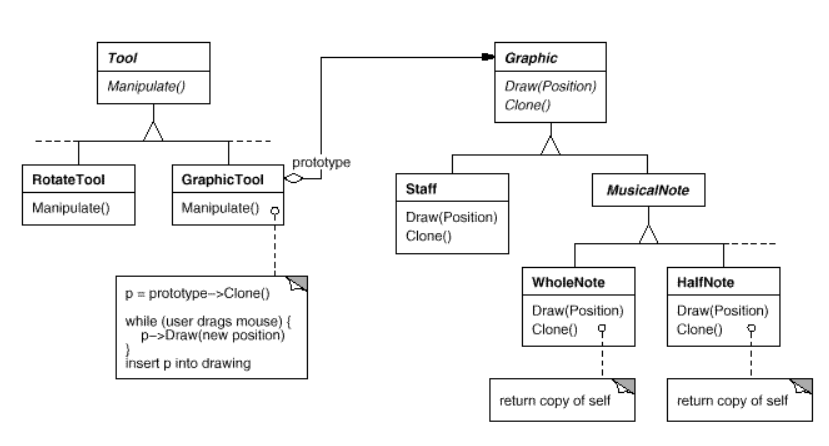 Tool
Manipulate()
RotateTool
Manipulate()
GraphicTool
Manipulate()
prototype
p = prototype–>Clone()
while (user drags mouse) {
p–>Draw(new position)
}
insert p into drawing
Graphic
Draw(Position)
Clone()
Staff
Draw(Position)
Clone()
MusicalNote
WholeNote
Draw(Position)
Clone()
HalfNote
Draw(Position)
Clone()
return copy of self
return copy of self